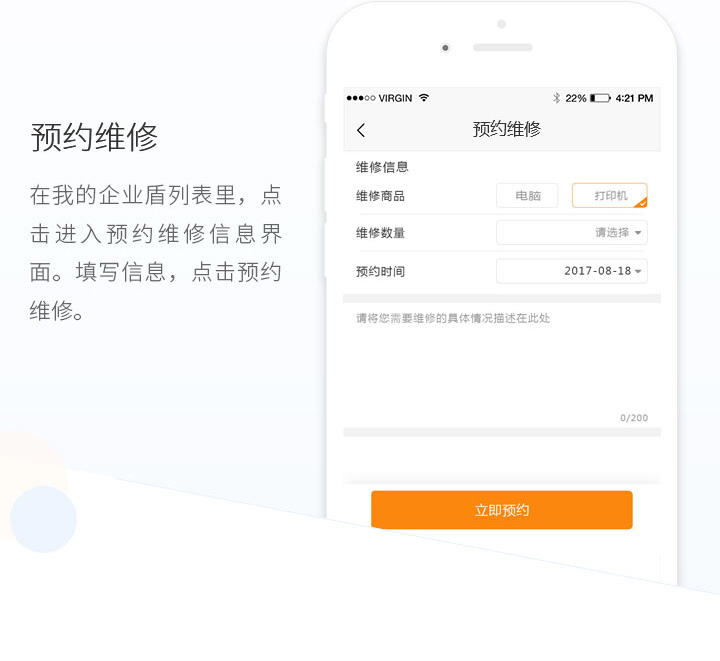 预约维修
在我的企业盾列表里，点
击进入预约维修信息界
面。填写信息，点击预约
维修。
VIRGIN 22% 4:21 PM
预约维修
维修信息
维修商品 电脑 打印机
维修数量 请选择
预约时间 2017-08-18
请将您需要维修的具体情况描述在此处
0/200
立即预约